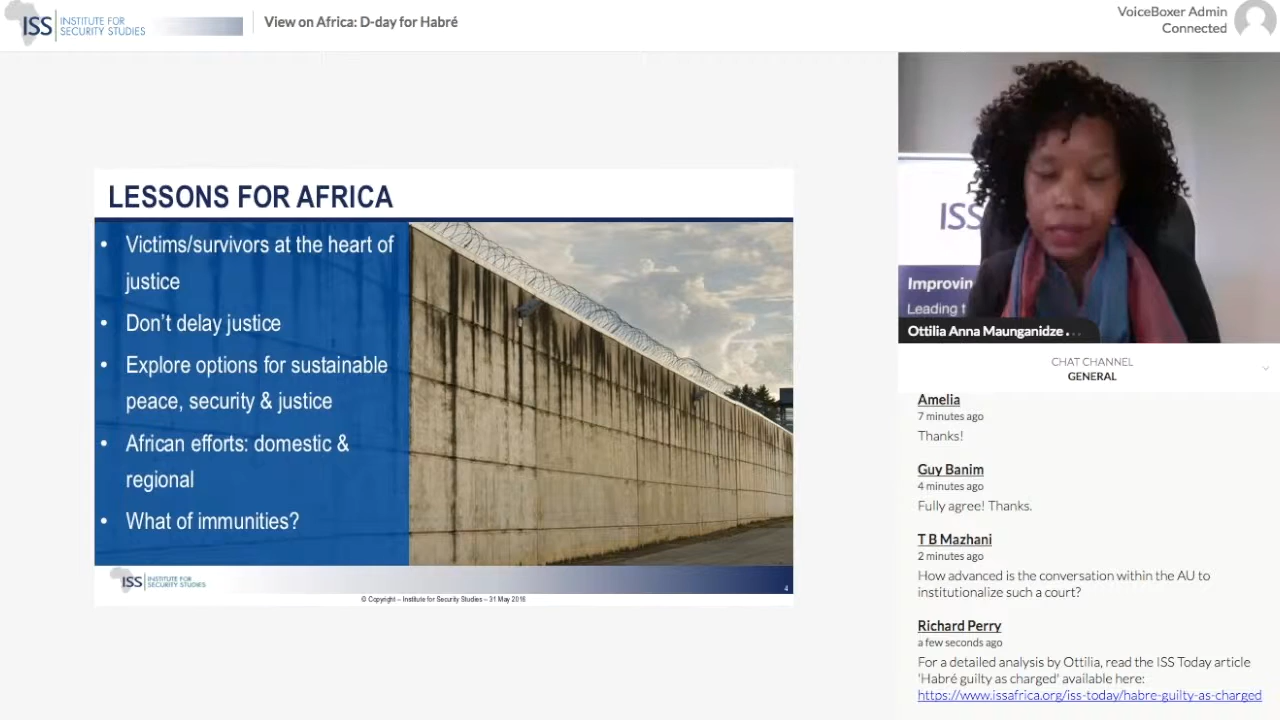 ISS INSTITUTE FOR
SECURITY STUDIES
View on Africa: D-day for Habré
VoiceBoxer Admin
Connected
LESSONS FOR AFRICA
• Victims/survivors at the heart of
justice
• Don't delay justice
• Explore options for sustainable
peace, security & justice
• African efforts: domestic &
regional
• What of immunities?
ISS INSTITUTE FOR
SECURITY STUDIES
4
© Copyright – Institute for Security Studies – 31 May 2016
ISS
Improvin
Leading t
Ottilia Anna Maunganidze
CHAT CHANNEL
GENERAL
Amelia
7 minutes ago
Thanks!
Guy Banim
4 minutes ago
Fully agree! Thanks.
T B Mazhani
2 minutes ago
How advanced is the conversation within the AU to
institutionalize such a court?
Richard Perry
a few seconds ago
For a detailed analysis by Ottilia, read the ISS Today article
'Habré guilty as charged' available here:
https://www.issafrica.org/iss-today/habre-guilty-as-charged